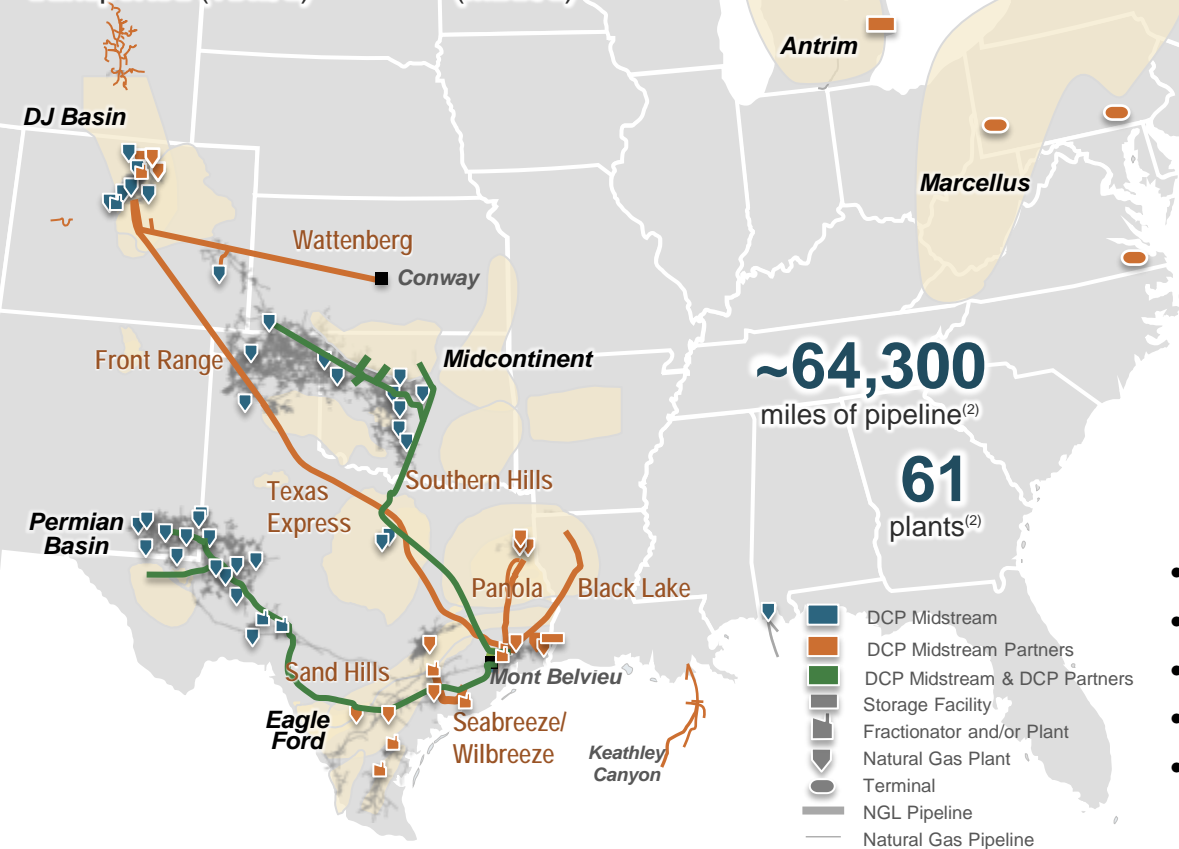 Antrim
DJ Basin
Marcellus
Wattenberg
Conway
Front Range
Midcontinent
~64,300
miles of pipeline(2)
61
plants(2)
Southern Hills
Texas
Express
Permian
Basin
Panola
Black Lake
Sand Hills
Mont Belvieu
Eagle
Ford
Seabreeze/
Wilbreeze
Keathley
Canyon
DCP Midstream
DCP Midstream Partners
DCP Midstream & DCP Partners
Storage Facility
Fractionator and/or Plant
Natural Gas Plant
Terminal
NGL Pipeline
Natural Gas Pipeline